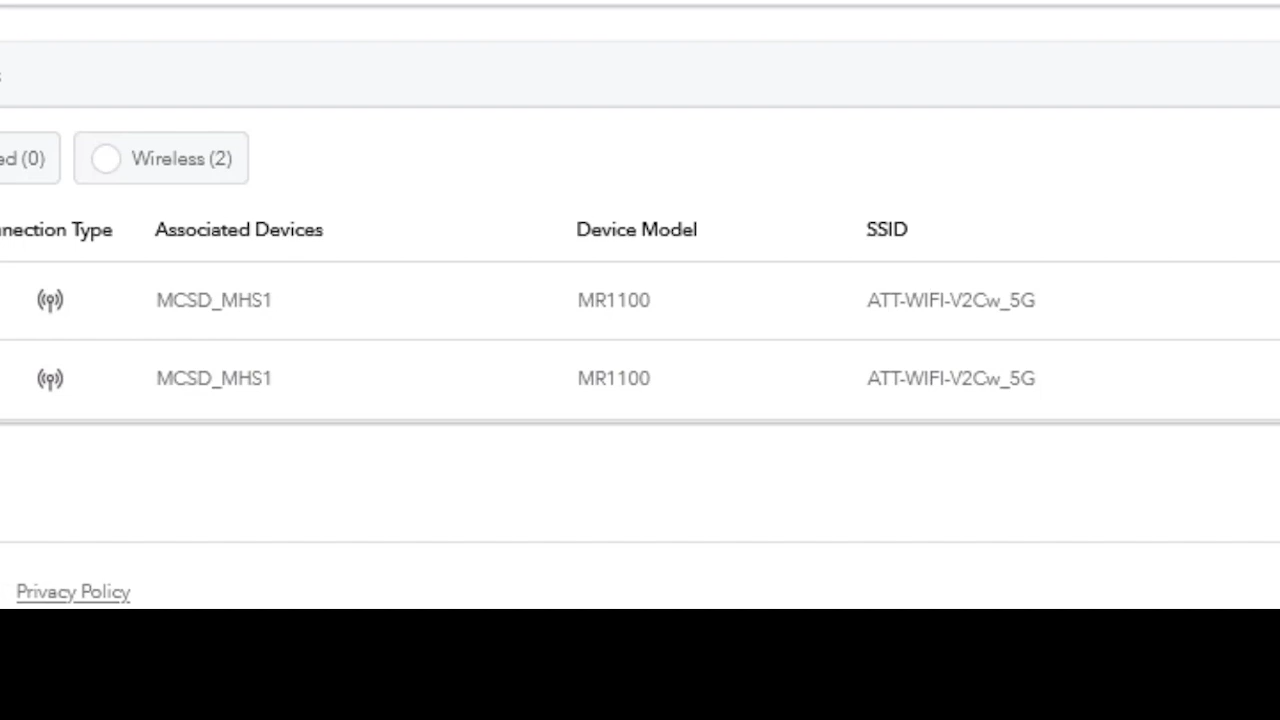 ed (0) Wireless (2)
nnection Type Associated Devices Device Model SSID
MCSD_MHS1 MR1100 ATT-WIFI-V2Cw_5G
MCSD_MHS1 MR1100 ATT-WIFI-V2Cw_5G
Privacy Policy